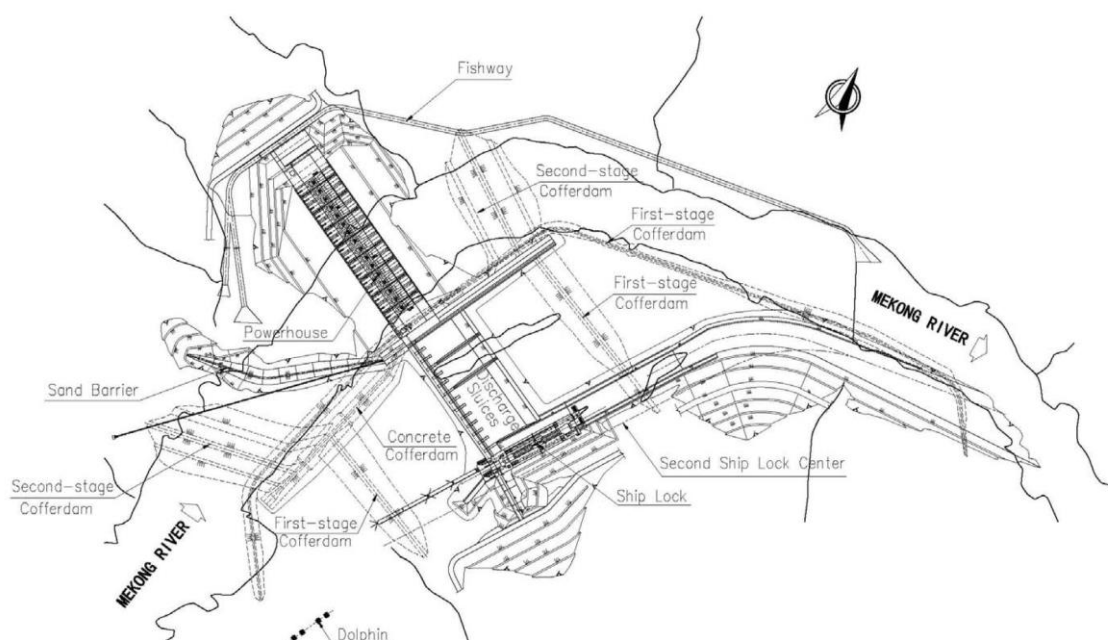 Fishway
Second-stage
Cofferdam
First-stage
Cofferdam
First-stage
Cofferdam
MEKONG RIVER
Powerhouse
Sand Barrier
Discharge
Sluices
Concrete
Cofferdam
Second Ship Lock Center
Second-stage
Cofferdam
Ship Lock
First-stage
Cofferdam
MEKONG RIVER
Dolphin